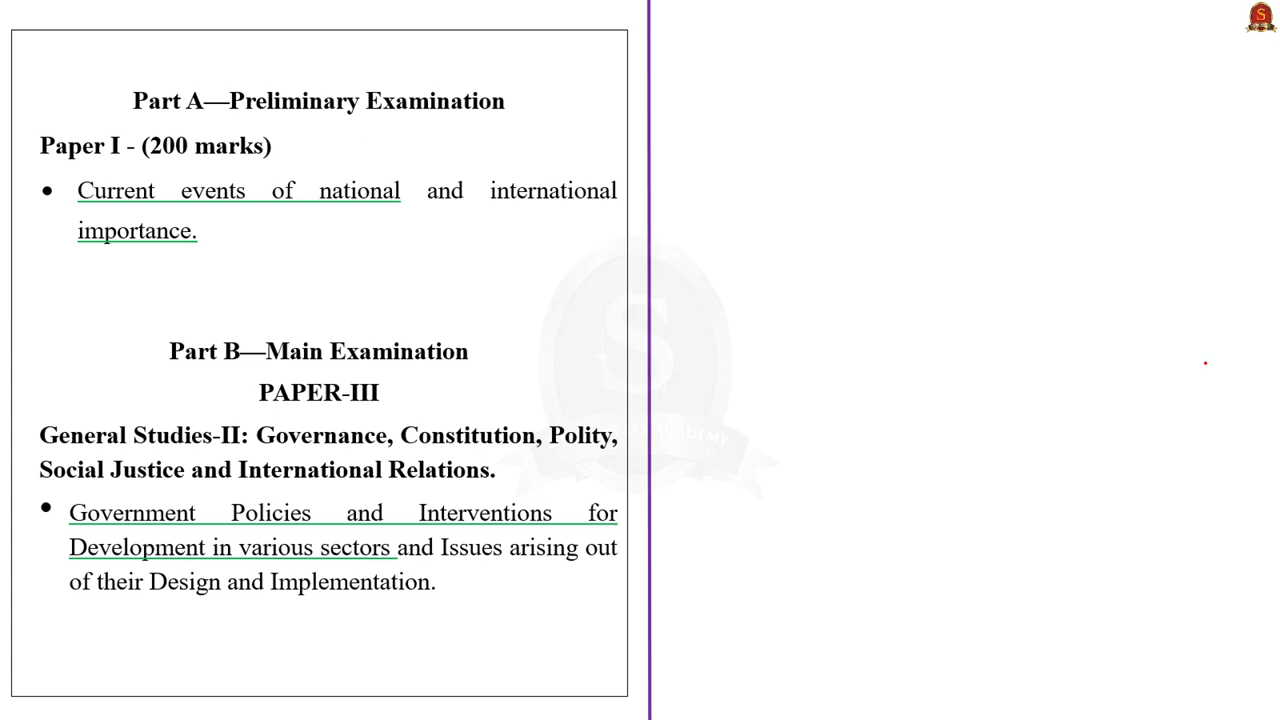 Part A—Preliminary Examination
Paper I - (200 marks)
• Current events of national and international
importance.
Part B—Main Examination
PAPER-III
General Studies-II: Governance, Constitution, Polity,
Social Justice and International Relations.
• Government Policies and Interventions for
Development in various sectors and Issues arising out
of their Design and Implementation.
S
S
ACADEMY